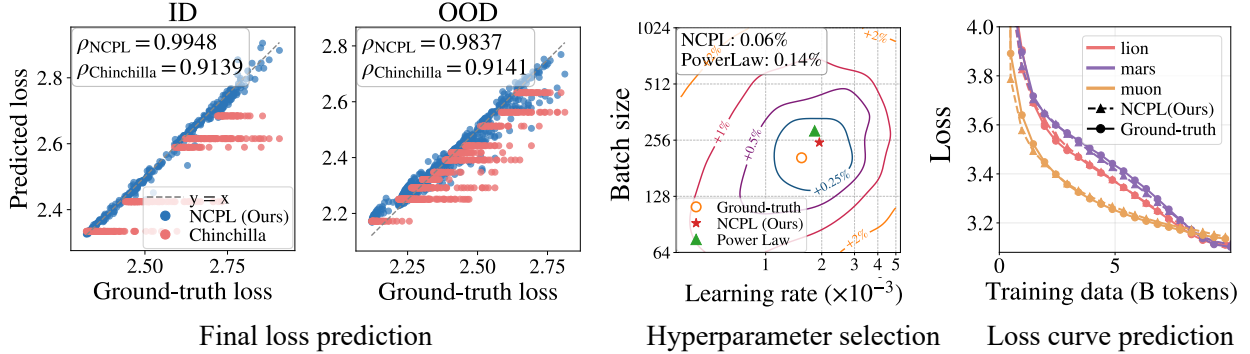 ID
ρNCPL = 0.9948
ρChinchilla = 0.9139
Predicted loss
2.8
2.6
2.4
2.2
y = x
NCPL (Ours)
Chinchilla
2.50
2.75
Ground-truth loss
OOD
ρNCPL = 0.9837
ρChinchilla = 0.9141
2.8
2.6
2.4
2.2
2.25
2.50
2.75
Ground-truth loss
Final loss prediction
NCPL: 0.06%
PowerLaw: 0.14%
Batch size
1024
512
256
128
64
+2%
+1%
+0.5%
+0.25%
+2%
Ground-truth
NCPL (Ours)
Power Law
1
2
3
4
5
Learning rate (×10⁻³)
Hyperparameter selection
Loss
4.0
3.8
3.6
3.4
3.2
lion
mars
muon
NCPL(Ours)
Ground-truth
0
5
Training data (B tokens)
Loss curve prediction